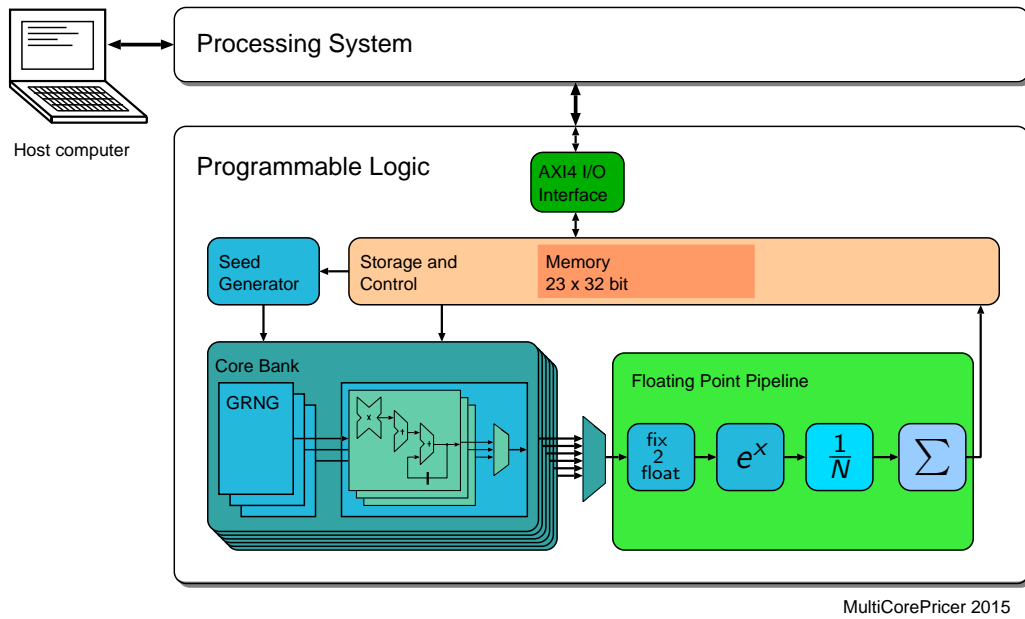 Processing System
Host computer
Programmable Logic
AXI4 I/O
Interface
Seed
Generator
Storage and
Control
Memory
23 x 32 bit
Core Bank
GRNG
x
+
+
Floating Point Pipeline
fix
2
float
e^x
1
N
∑
MultiCorePricer 2015